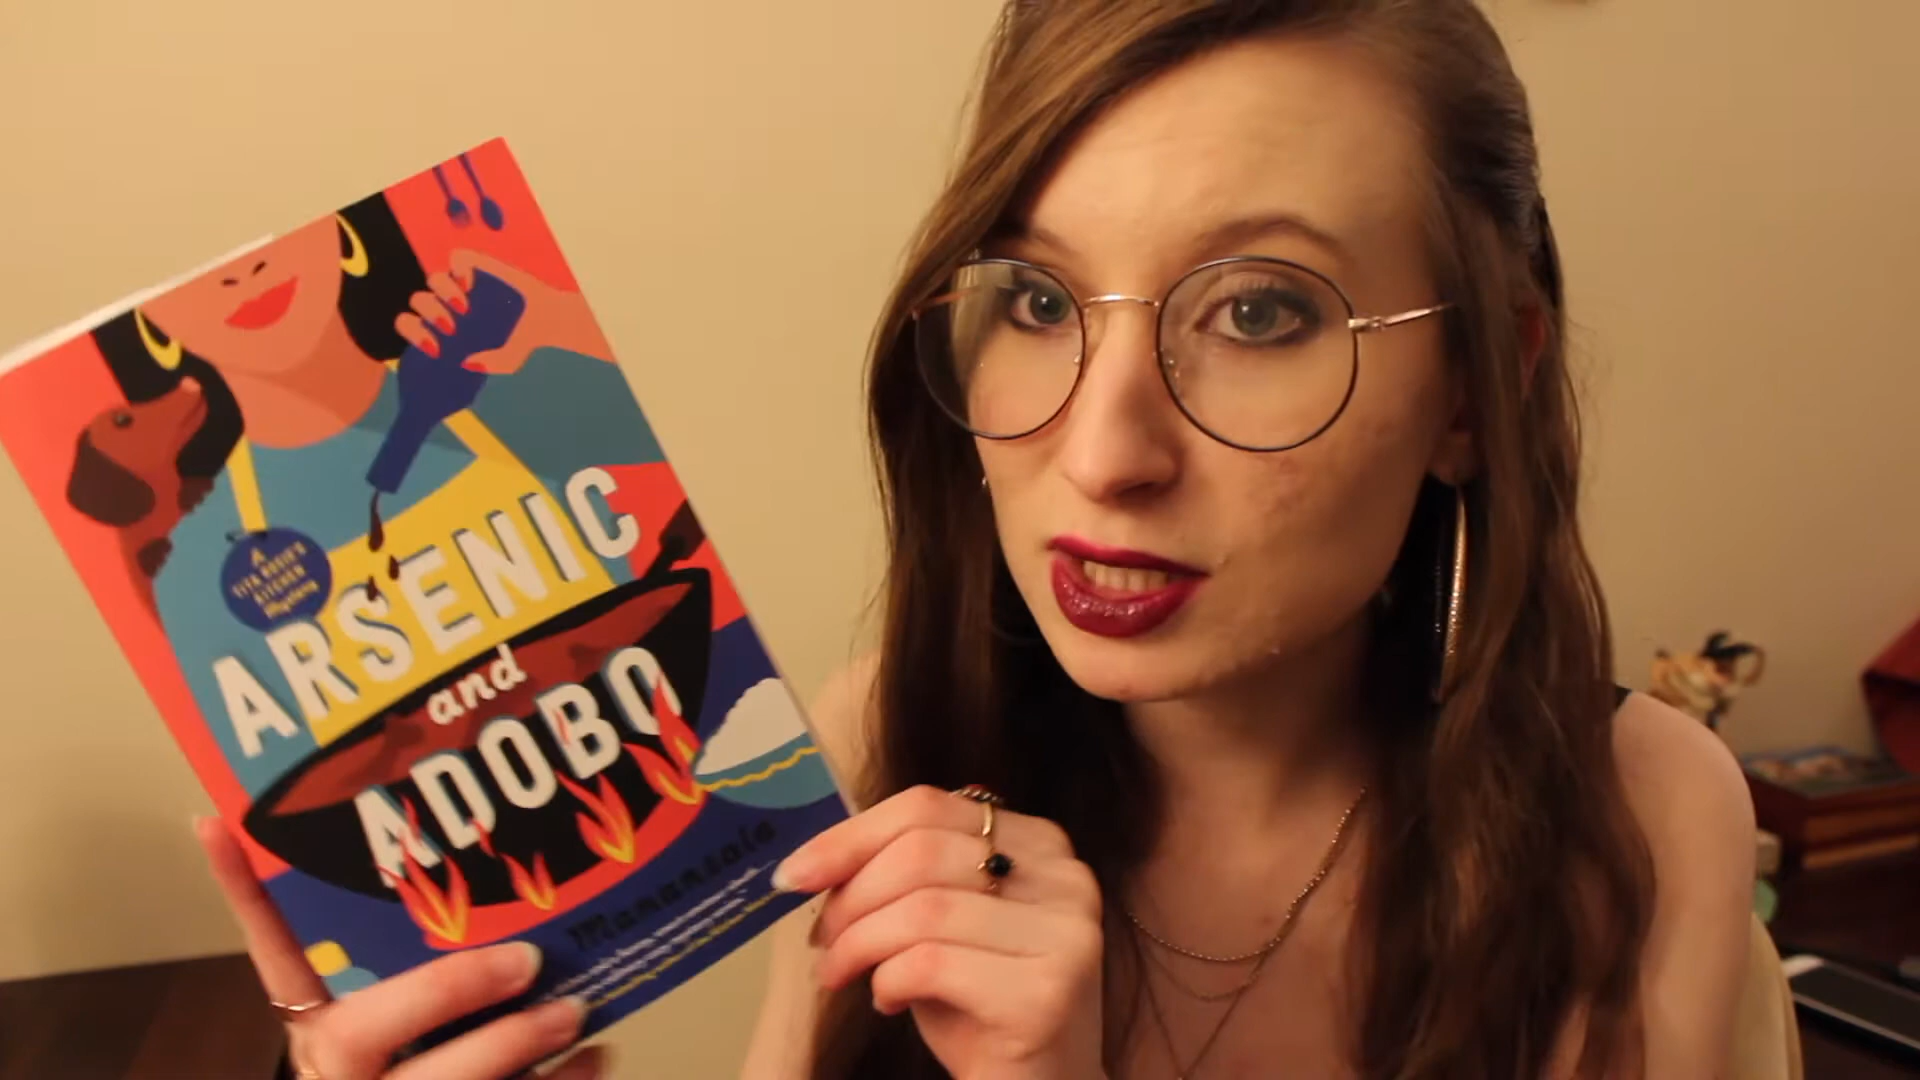 A
TITA ROSIE'S
KITCHEN
Mystery
ARSENIC
and
ADOBO
Manansala